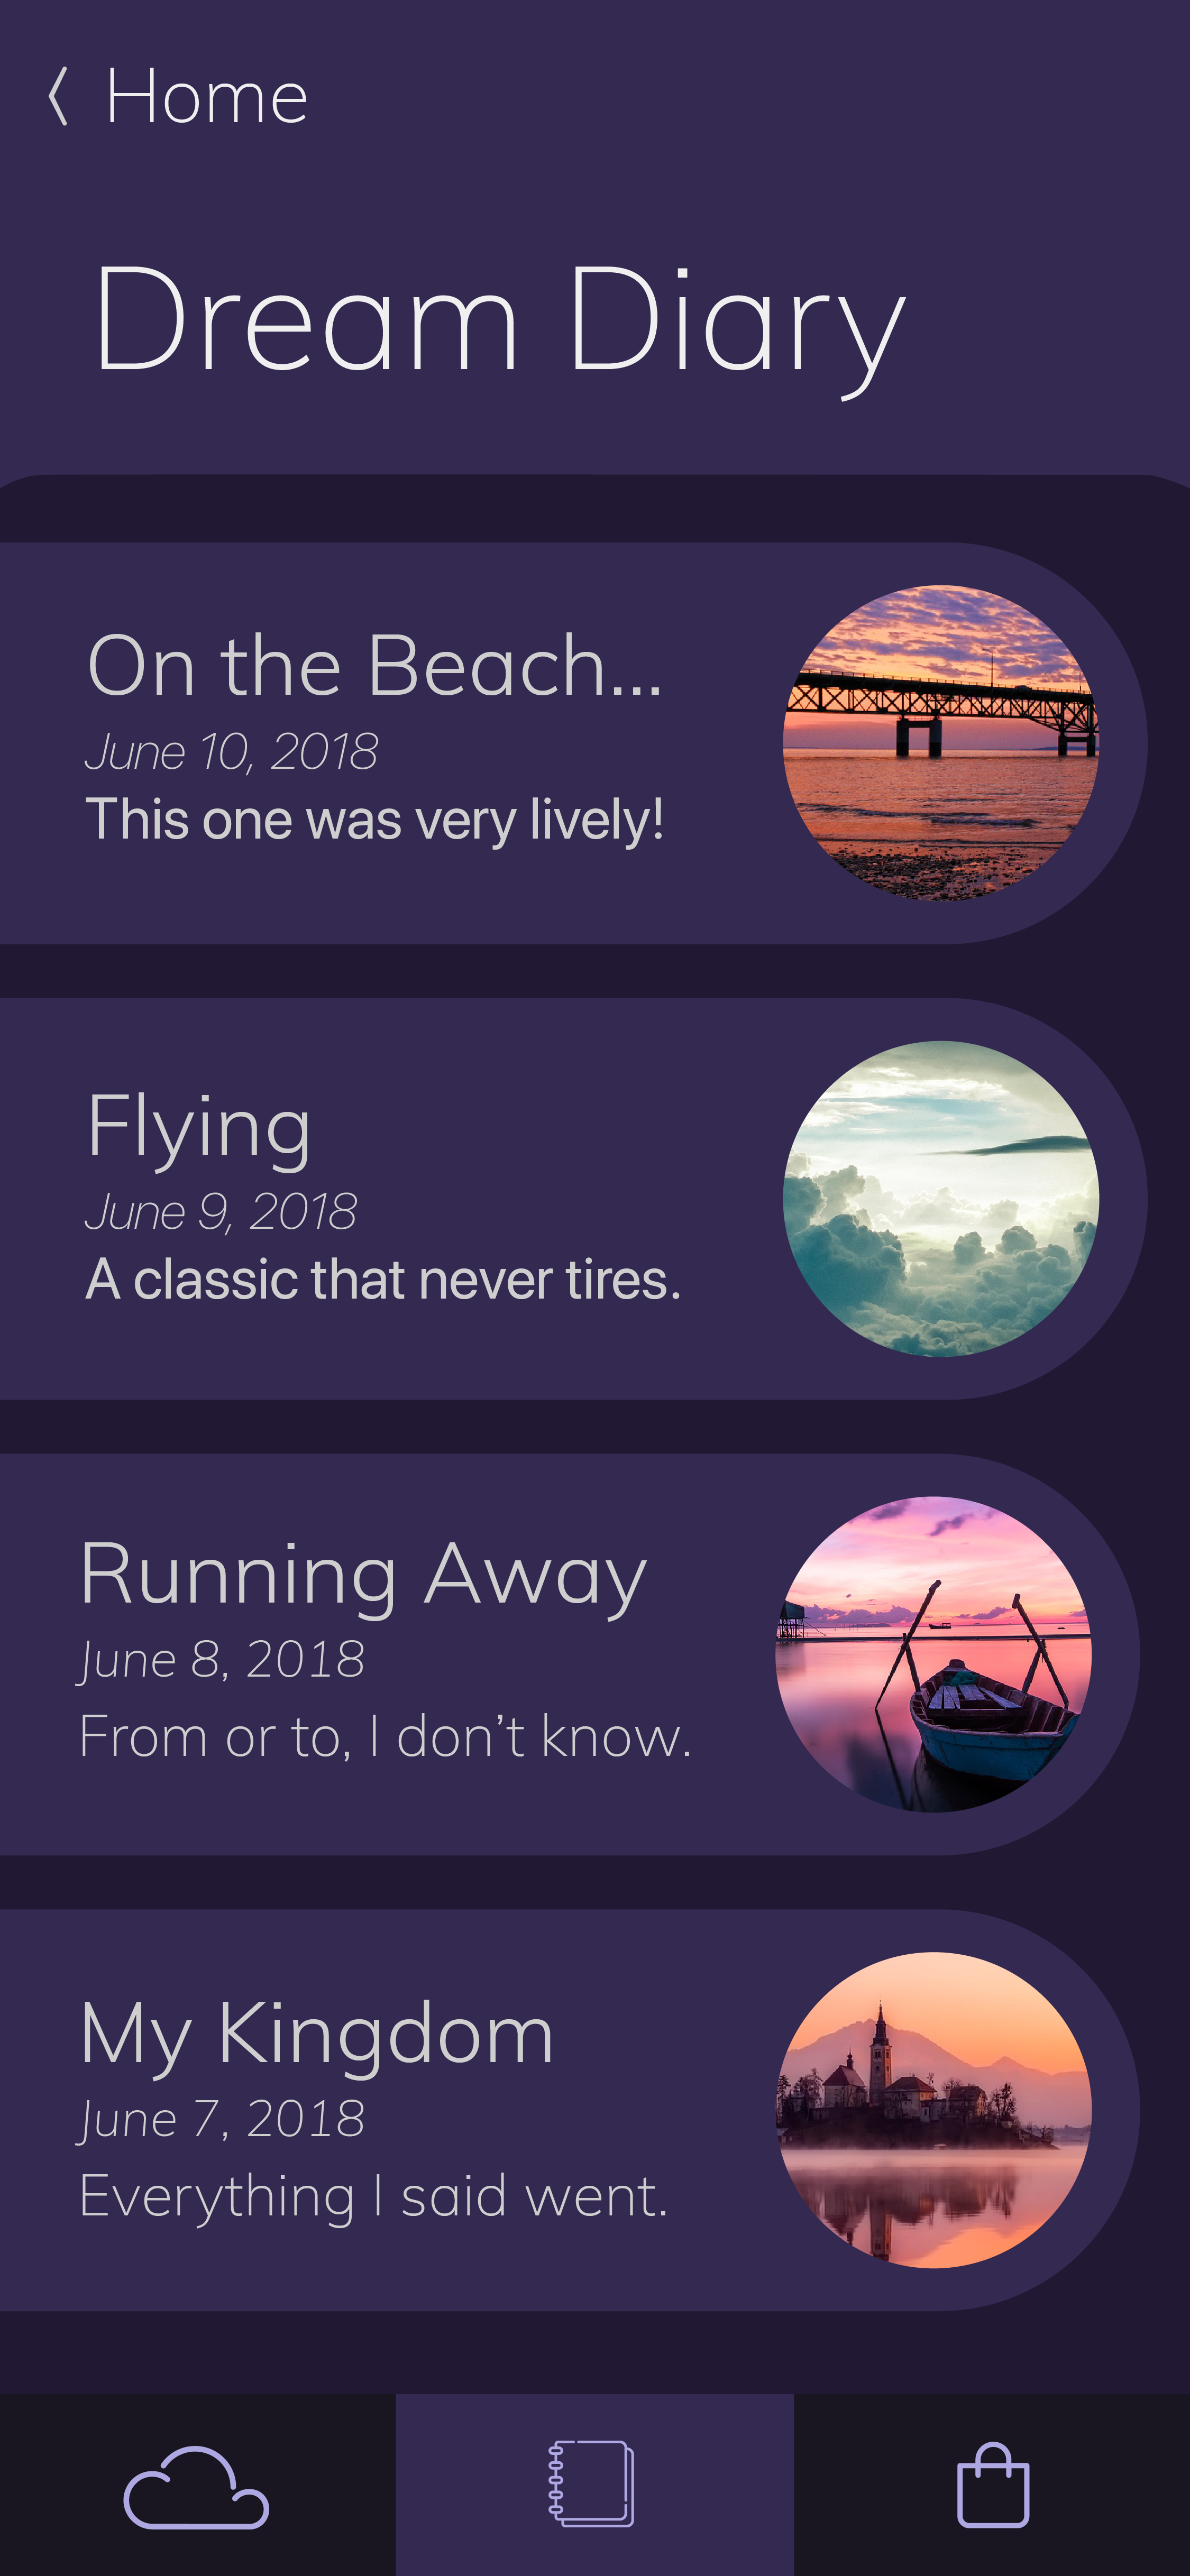 Home
Dream Diary
On the Beach...
June 10, 2018
This one was very lively!
Flying
June 9, 2018
A classic that never tires.
Running Away
June 8, 2018
From or to, I don’t know.
My Kingdom
June 7, 2018
Everything I said went.